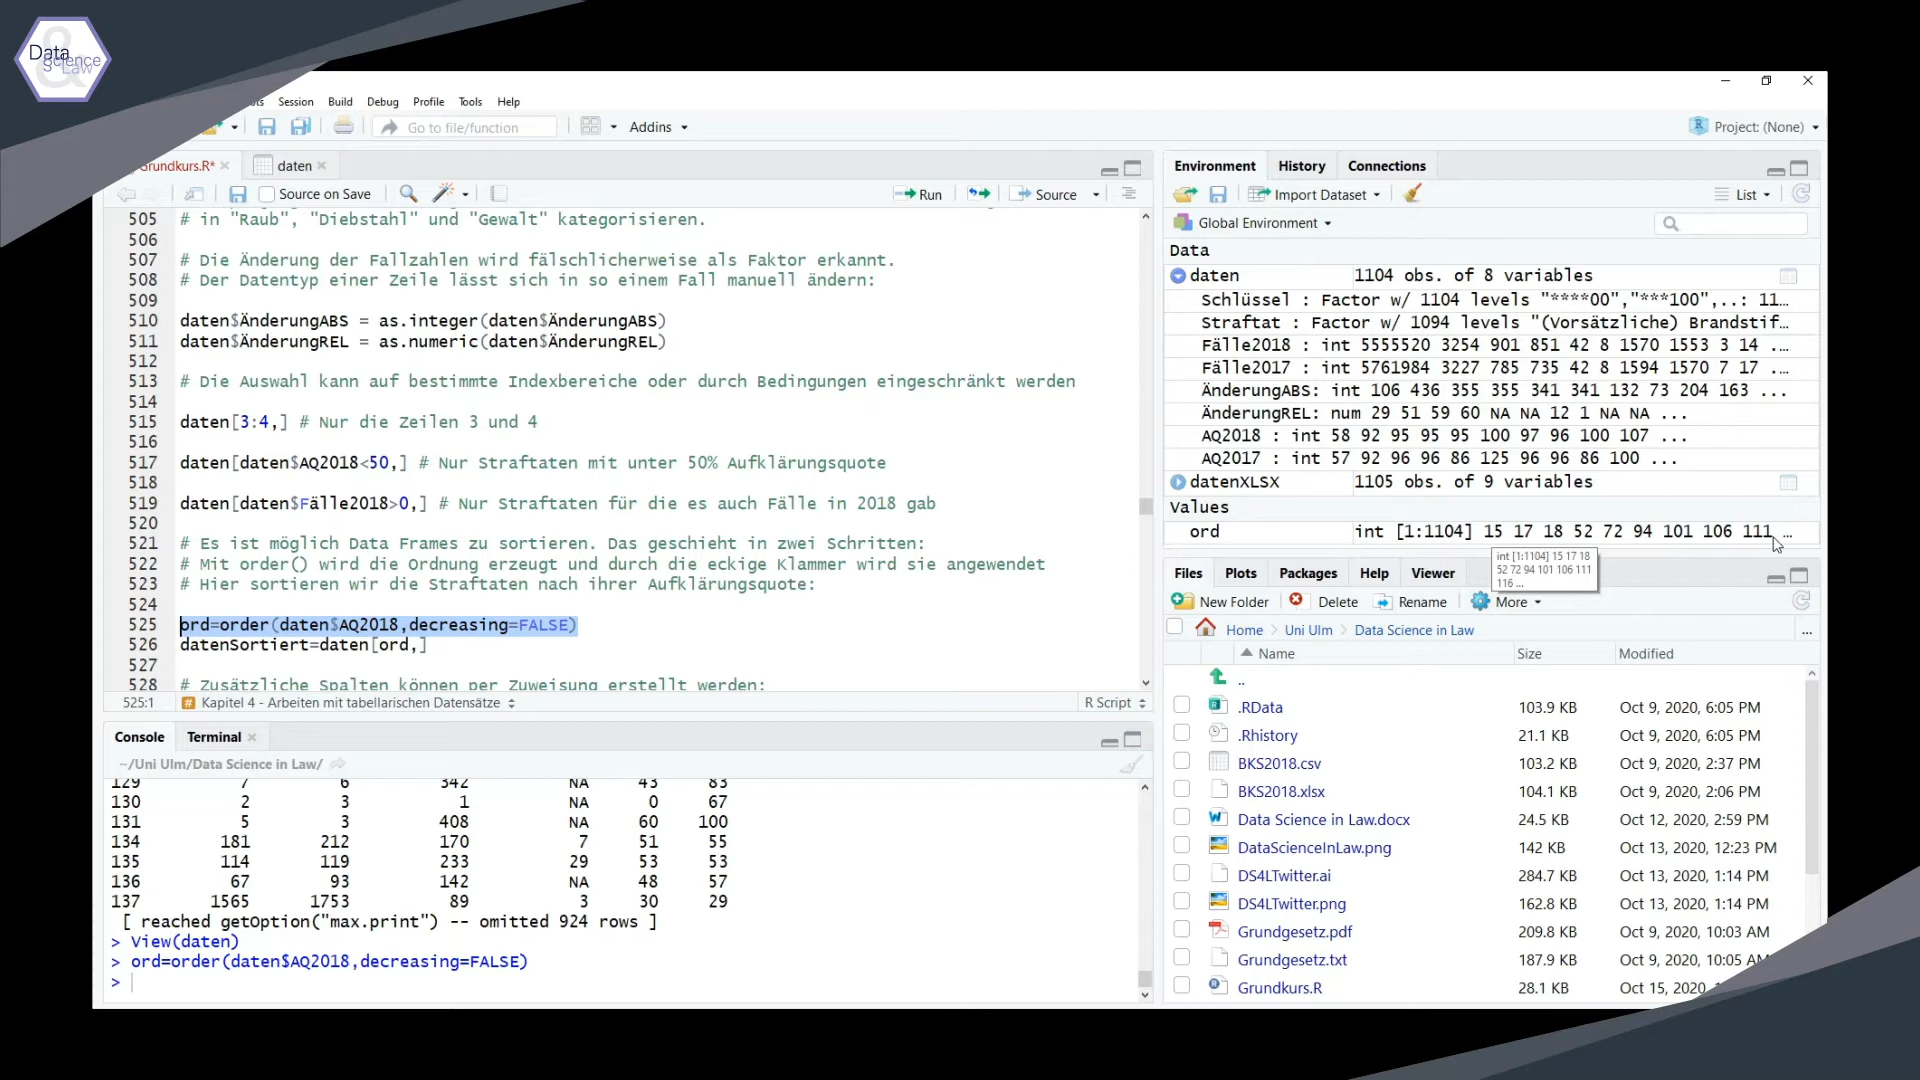 Data
Science
Law
&
Session Build Debug Profile Tools Help
Go to file/function
Addins
Project: (None)
Grundkurs.R*
daten
Source on Save
Run
Source
505 # in "Raub", "Diebstahl" und "Gewalt" kategorisieren.
506
507 # Die Änderung der Fallzahlen wird fälschlicherweise als Faktor erkannt.
508 # Der Datentyp einer Zeile lässt sich in so einem Fall manuell ändern:
509
510 daten$ÄnderungABS = as.integer(daten$ÄnderungABS)
511 daten$ÄnderungREL = as.numeric(daten$ÄnderungREL)
512
513 # Die Auswahl kann auf bestimmte Indexbereiche oder durch Bedingungen eingeschränkt werden
514
515 daten[3:4,] # Nur die Zeilen 3 und 4
516
517 daten[daten$AQ2018<50,] # Nur Straftaten mit unter 50% Aufklärungsquote
518
519 daten[daten$Fälle2018>0,] # Nur Straftaten für die es auch Fälle in 2018 gab
520
521 # Es ist möglich Data Frames zu sortieren. Das geschieht in zwei Schritten:
522 # Mit order() wird die Ordnung erzeugt und durch die eckige Klammer wird sie angewendet
523 # Hier sortieren wir die Straftaten nach ihrer Aufklärungsquote:
524
525 ord=order(daten$AQ2018,decreasing=FALSE)
526 datenSortiert=daten[ord,]
527
528 # Zusätzliche Spalten können per Zuweisung erstellt werden:
525:1
# Kapitel 4 - Arbeiten mit tabellarischen Datensätze
R Script
Console Terminal
~/Uni Ulm/Data Science in Law/
129 7 6 342 NA 43 83
130 2 3 1 NA 0 67
131 5 3 408 NA 60 100
134 181 212 170 7 51 55
135 114 119 233 29 53 53
136 67 93 142 NA 48 57
137 1565 1753 89 3 30 29
[ reached getOption("max.print") -- omitted 924 rows ]
> View(daten)
> ord=order(daten$AQ2018,decreasing=FALSE)
>
Environment History Connections
Import Dataset
List
Global Environment
Data
daten 1104 obs. of 8 variables
Schlüssel : Factor w/ 1104 levels "****00","***100",..: 11…
Straftat : Factor w/ 1094 levels "(Vorsätzliche) Brandstif…
Fälle2018 : int 5555520 3254 901 851 42 8 1570 1553 3 14 …
Fälle2017 : int 5761984 3227 785 735 42 8 1594 1570 7 17 …
ÄnderungABS: int 106 436 355 355 341 341 132 73 204 163 ...
ÄnderungREL: num 29 51 59 60 NA NA 12 1 NA NA ...
AQ2018 : int 58 92 95 95 95 100 97 96 100 107 ...
AQ2017 : int 57 92 96 96 86 125 96 96 86 100 ...
datenXLSX 1105 obs. of 9 variables
Values
ord int [1:1104] 15 17 18 52 72 94 101 106 111 …
int [1:1104] 15 17 18
52 72 94 101 106 111
116 ...
Files Plots Packages Help Viewer
New Folder Delete Rename More
Home Uni Ulm Data Science in Law ...
Name Size Modified
..
.RData 103.9 KB Oct 9, 2020, 6:05 PM
.Rhistory 21.1 KB Oct 9, 2020, 6:05 PM
BKS2018.csv 103.2 KB Oct 9, 2020, 2:37 PM
BKS2018.xlsx 104.1 KB Oct 9, 2020, 2:06 PM
Data Science in Law.docx 24.5 KB Oct 12, 2020, 2:59 PM
DataScienceInLaw.png 142 KB Oct 13, 2020, 12:23 PM
DS4LTwitter.ai 284.7 KB Oct 13, 2020, 1:14 PM
DS4LTwitter.png 162.8 KB Oct 13, 2020, 1:14 PM
Grundgesetz.pdf 209.8 KB Oct 9, 2020, 10:03 AM
Grundgesetz.txt 187.9 KB Oct 9, 2020, 10:05 AM
Grundkurs.R 28.1 KB Oct 15, 2020,